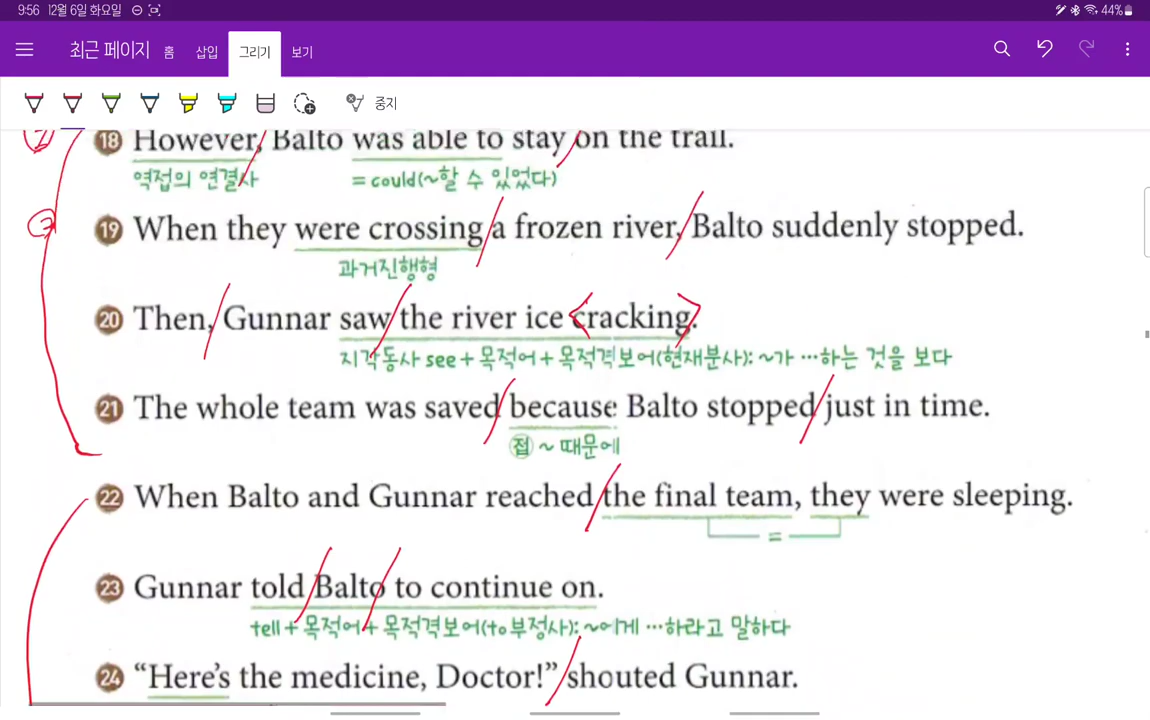 9:56 12월 6일 화요일 44%
최근 페이지 홈 삽입 그리기 보기
중지
18 However, Balto was able to stay on the trail.
역접의 연결사 = could(~할 수 있었다)
19 When they were crossing a frozen river, Balto suddenly stopped.
과거진행형
20 Then, Gunnar saw the river ice cracking.
지각동사 see + 목적어 + 목적격보어(현재분사): ~가 …하는 것을 보다
21 The whole team was saved because Balto stopped just in time.
접 ~ 때문에
22 When Balto and Gunnar reached the final team, they were sleeping.
=
23 Gunnar told Balto to continue on.
tell + 목적어 + 목적격보어(to부정사): ~에게 …하라고 말하다
24 “Here’s the medicine, Doctor!” shouted Gunnar.